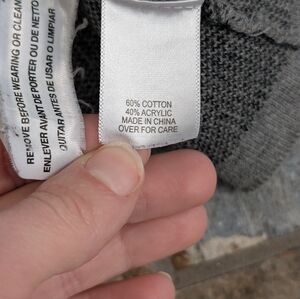 REMOVE BEFORE WEARING OR CLEAN
ENLEVER AVANT DE PORTER OU DE NETTO
QUITAR ANTES DE USAR O LIMPIAR
60% COTTON
40% ACRYLIC
MADE IN CHINA
OVER FOR CARE